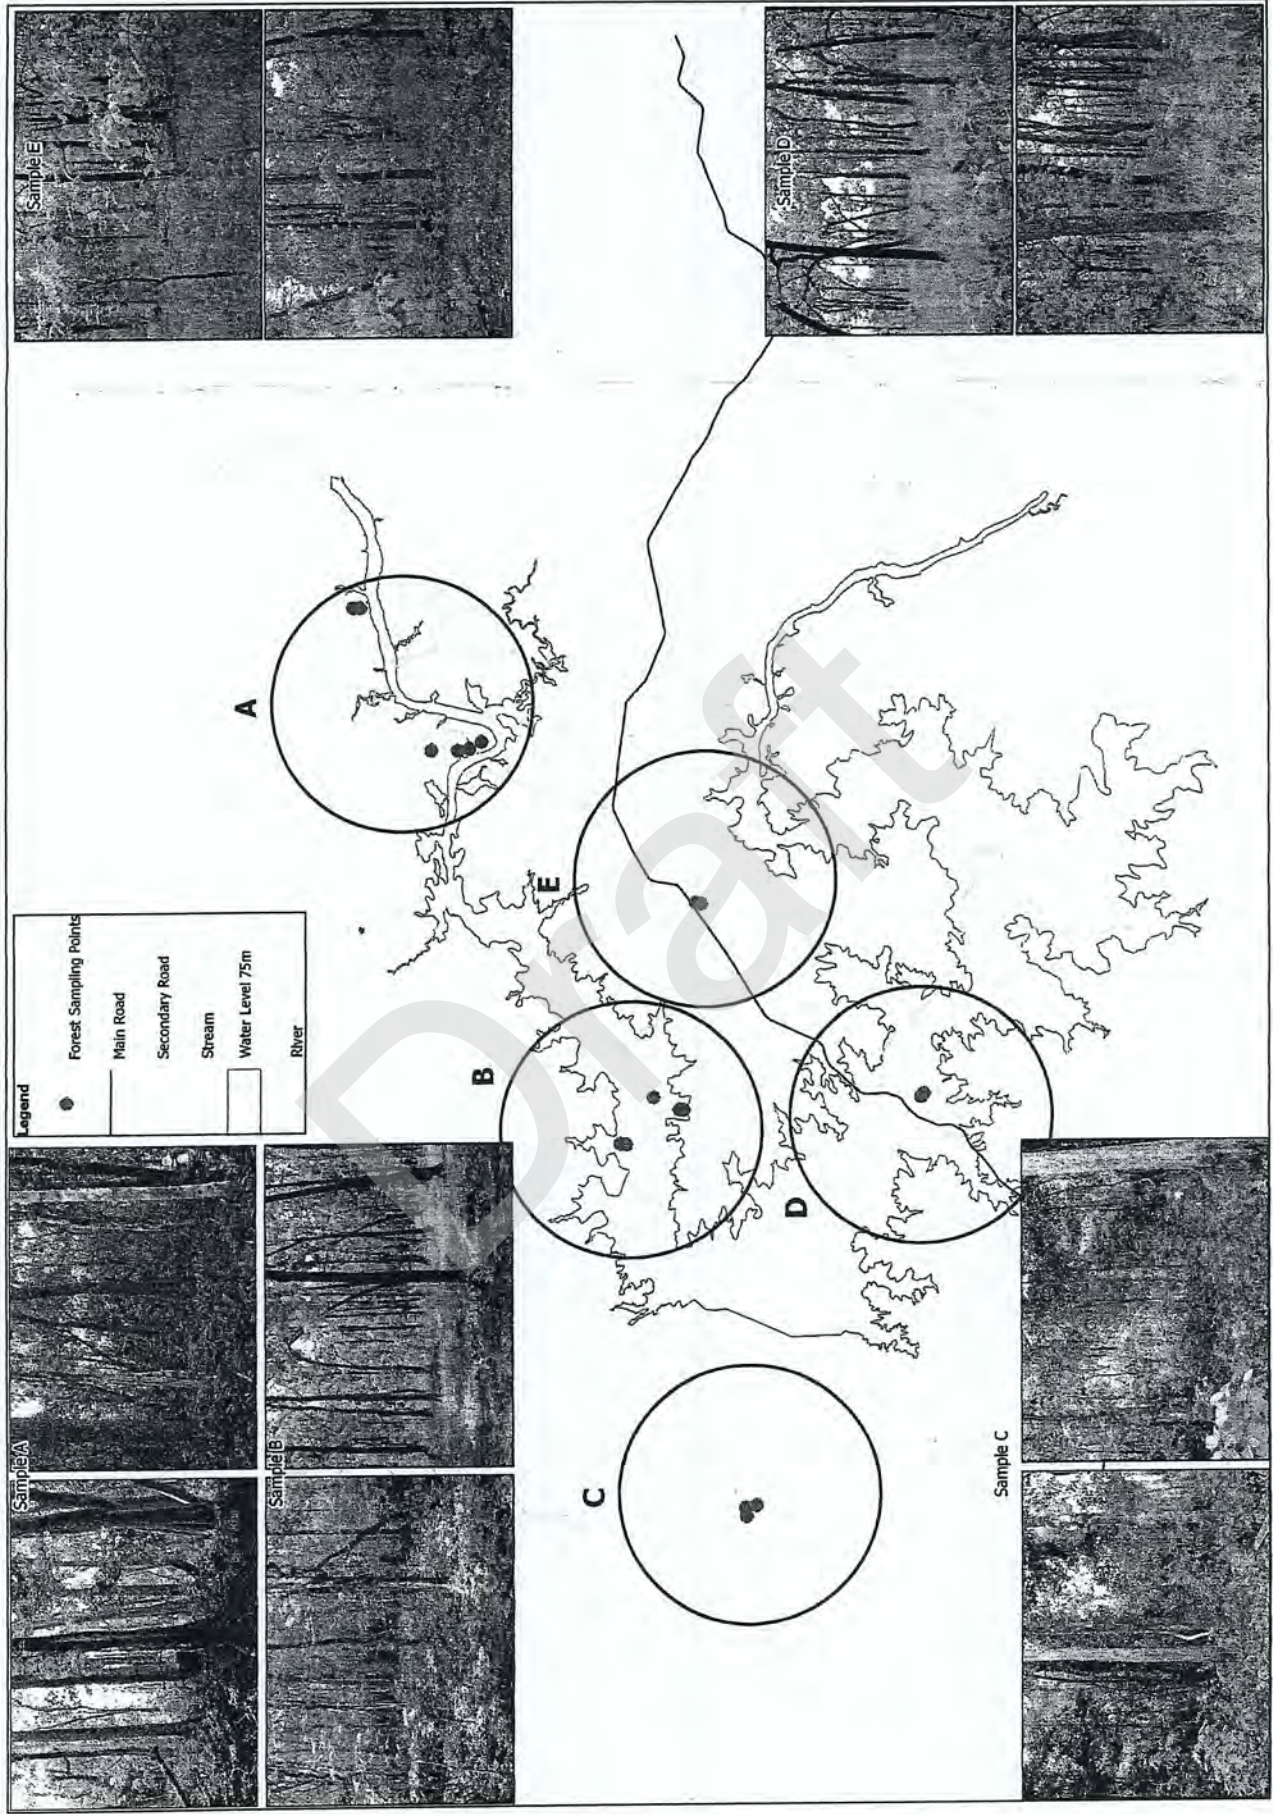 Sample A
Sample B
Legend
Forest Sampling Points
Main Road
Secondary Road
Stream
Water Level 75m
River
Sample E
A
B
E
C
D
Sample C
Sample D
Draft